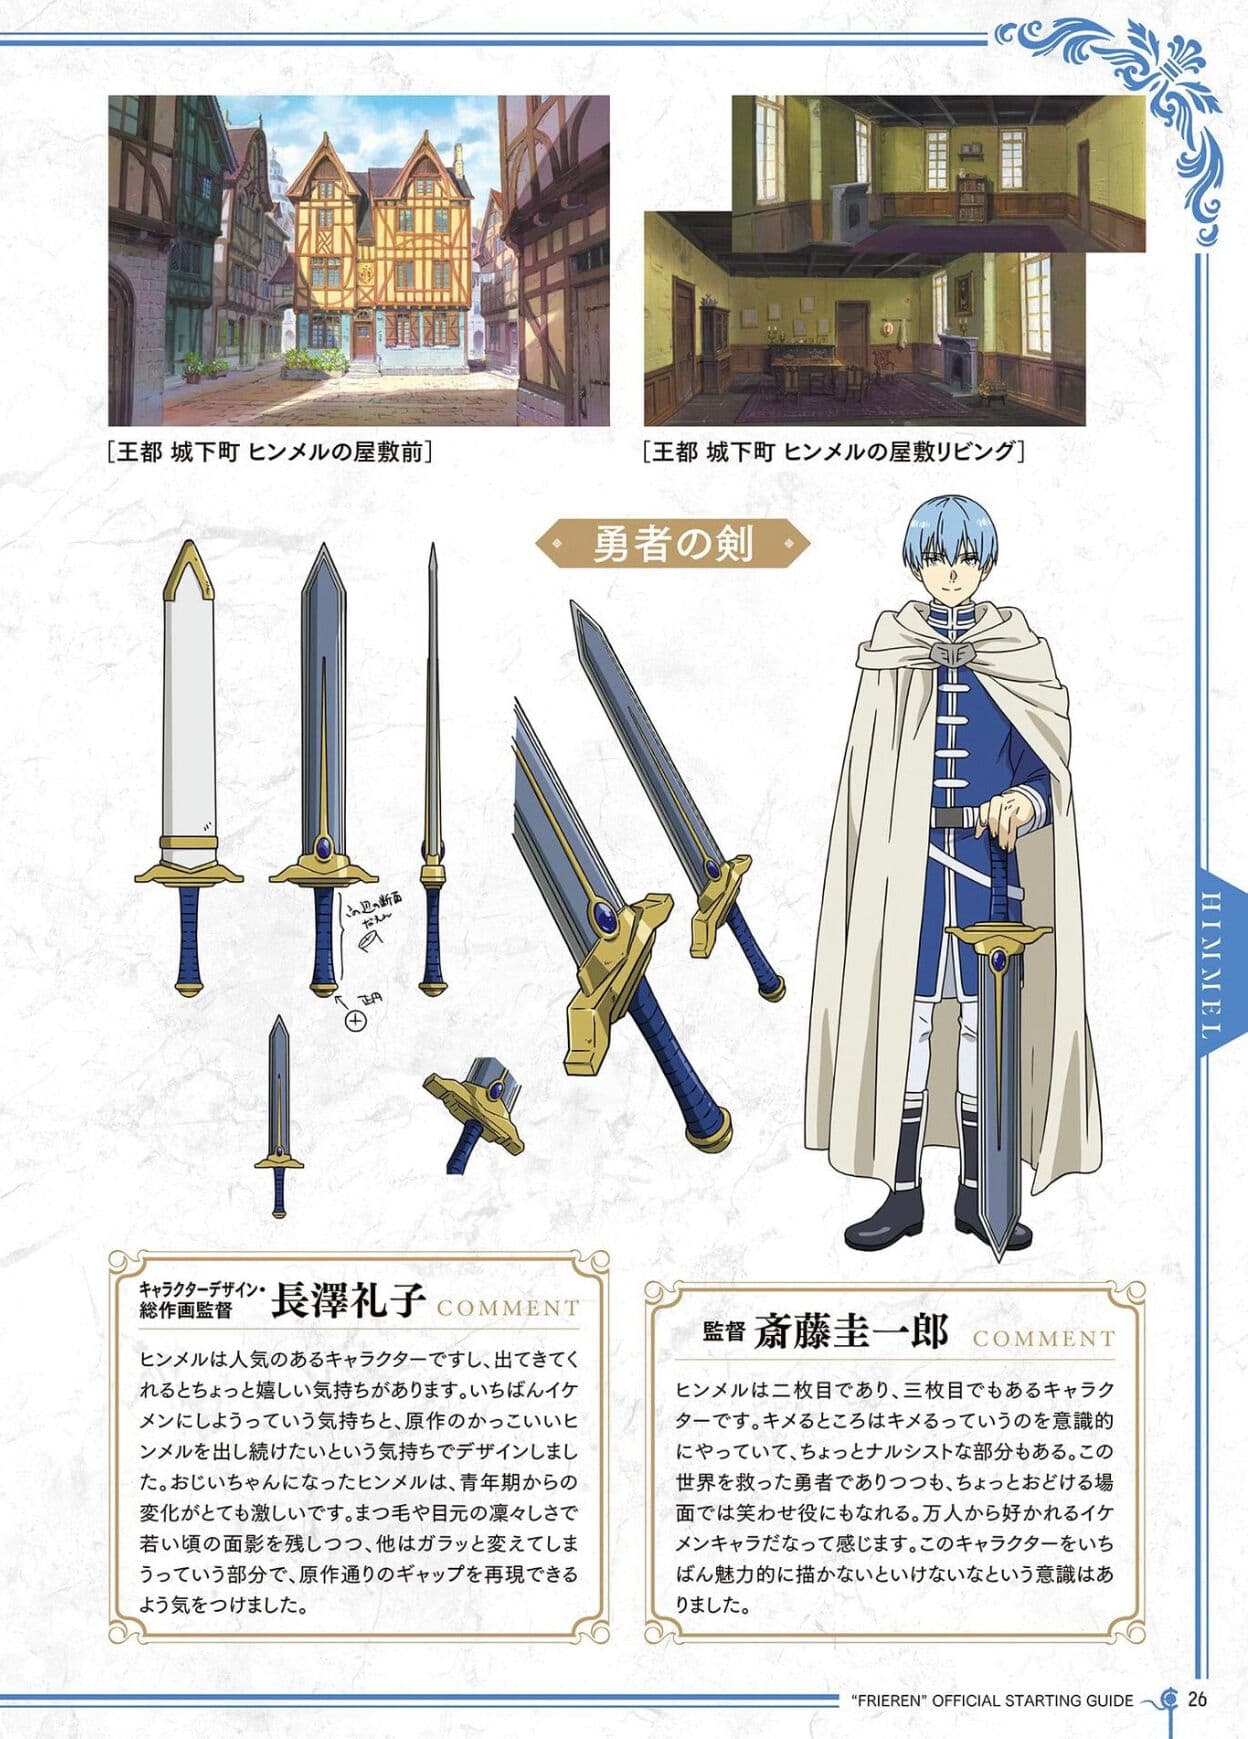 [王都 城下町 ヒンメルの屋敷前]
[王都 城下町 ヒンメルの屋敷リビング]
勇者の剣
この辺の断面
だえん
正円
HIMMEL
キャラクターデザイン・
総作画監督
長澤礼子 COMMENT
ヒンメルは人気のあるキャラクターですし、出てきてく
れるとちょっと嬉しい気持ちがあります。いちばんイケ
メンにしようっていう気持ちと、原作のかっこいいヒ
ンメルを出し続けたいという気持ちでデザインしまし
た。おじいちゃんになったヒンメルは、青年期からの
変化がとても激しいです。まつ毛や目元の凛々しさで
若い頃の面影を残しつつ、他はガラッと変えてしま
うっていう部分で、原作通りのギャップを再現できる
よう気をつけました。
監督 斎藤圭一郎 COMMENT
ヒンメルは二枚目であり、三枚目でもあるキャラク
ターです。キメるところはキメるっていうのを意識的
にやっていて、ちょっとナルシストな部分もある。この
世界を救った勇者でありつつも、ちょっとおどける場
面では笑わせ役にもなれる。万人から好かれるイケ
メンキャラだなって感じます。このキャラクターをいち
ばん魅力的に描かないといけないなという意識はあ
りました。
"FRIEREN" OFFICIAL STARTING GUIDE 26